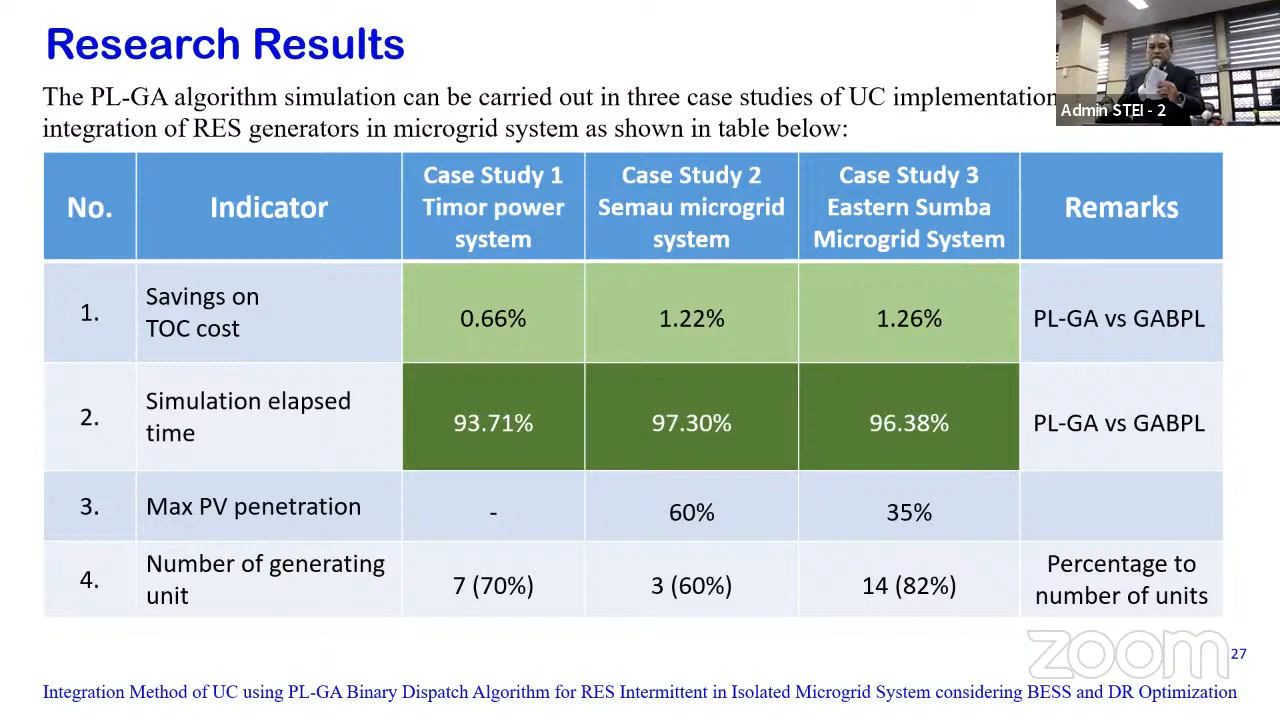 Research Results
The PL-GA algorithm simulation can be carried out in three case studies of UC implementation
integration of RES generators in microgrid system as shown in table below:
Admin STEI - 2
No.
Indicator
Case Study 1
Timor power
system
Case Study 2
Semau microgrid
system
Case Study 3
Eastern Sumba
Microgrid System
Remarks
1.
Savings on
TOC cost
0.66%
1.22%
1.26%
PL-GA vs GABPL
2.
Simulation elapsed
time
93.71%
97.30%
96.38%
PL-GA vs GABPL
3.
Max PV penetration
-
60%
35%
4.
Number of generating
unit
7 (70%)
3 (60%)
14 (82%)
Percentage to
number of units
zoom
27
Integration Method of UC using PL-GA Binary Dispatch Algorithm for RES Intermittent in Isolated Microgrid System considering BESS and DR Optimization